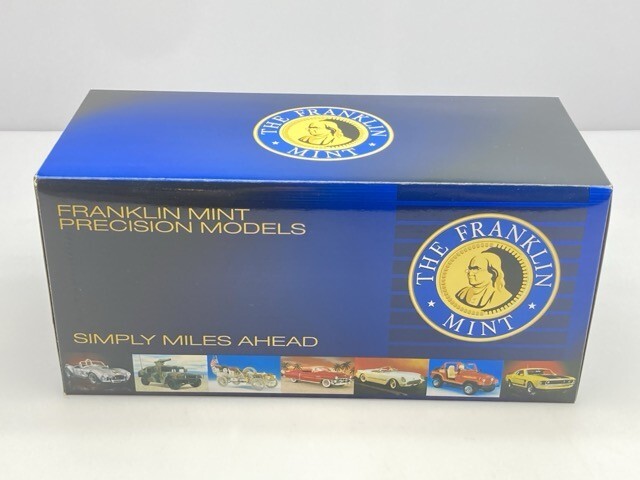 THE FRANKLIN
MINT
FRANKLIN MINT
PRECISION MODELS
THE FRANKLIN
MINT
SIMPLY MILES AHEAD